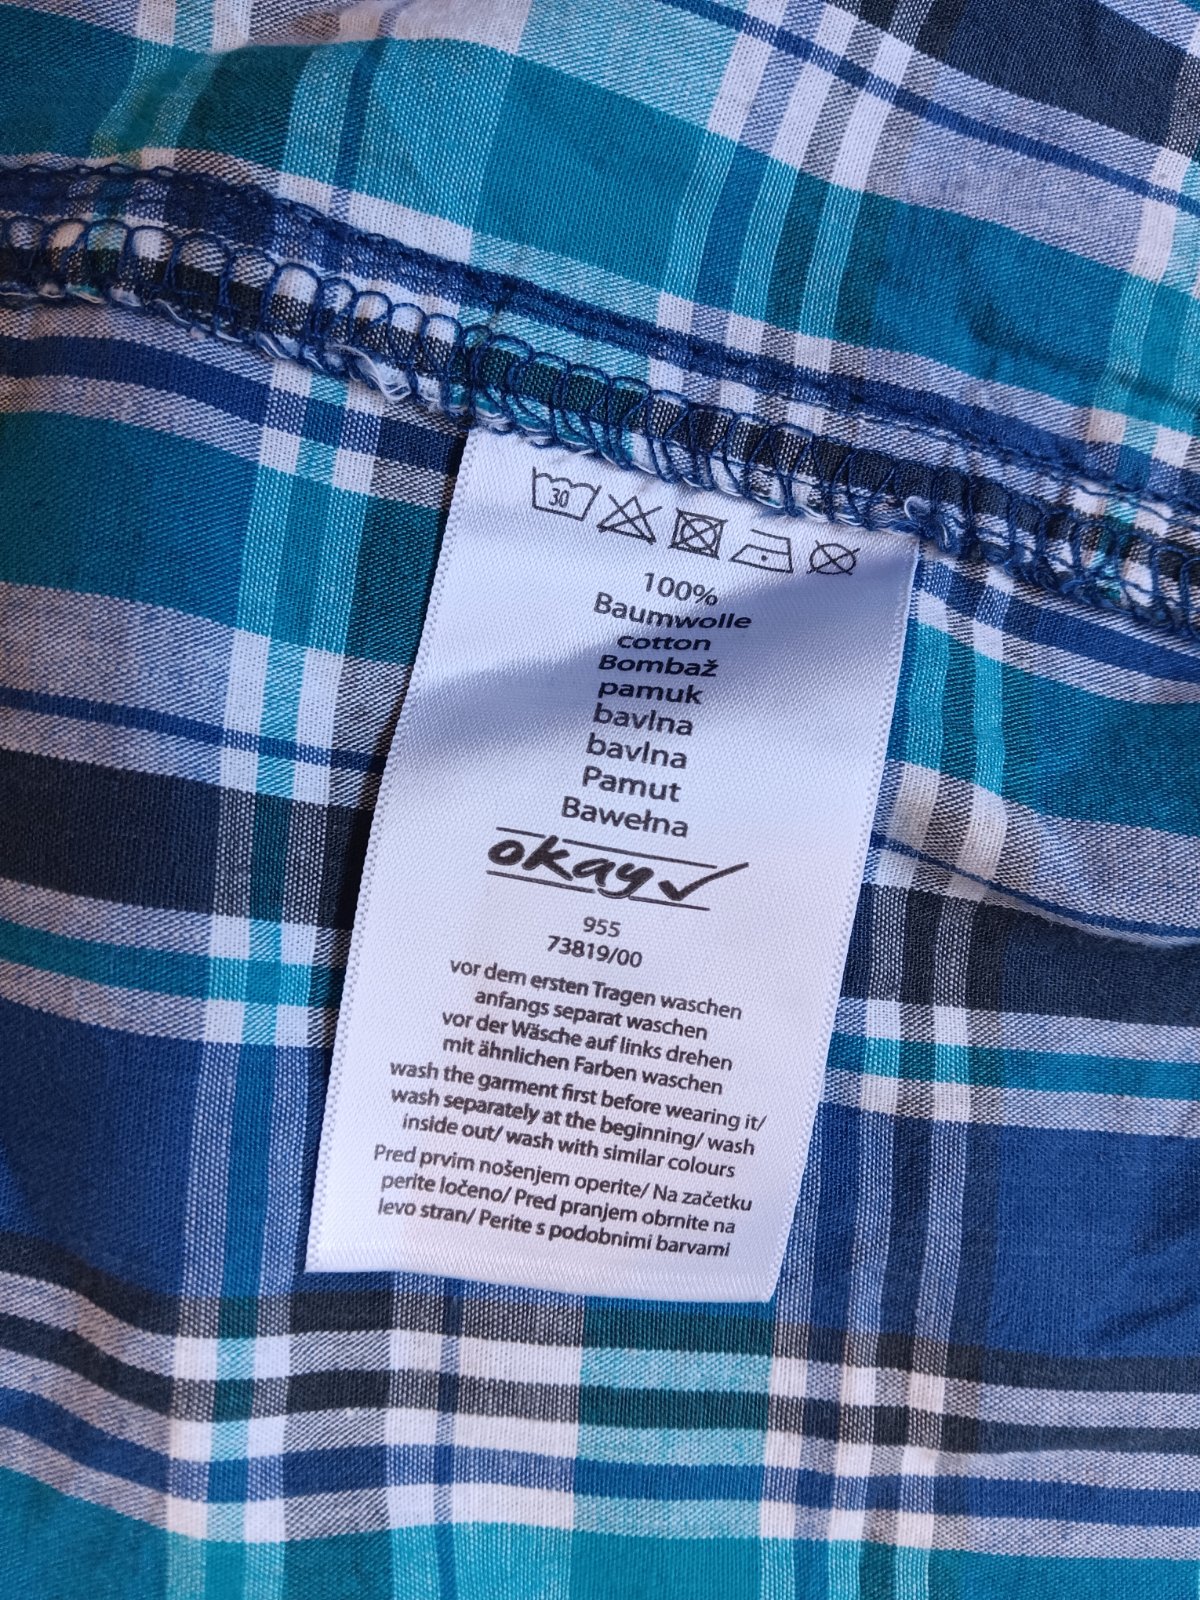 30
100%
Baumwolle
cotton
Bombaž
pamuk
bavlna
bavlna
Pamut
Bawełna
okay
955
73819/00
vor dem ersten Tragen waschen
anfangs separat waschen
vor der Wäsche auf links drehen
mit ähnlichen Farben waschen
wash the garment first before wearing it/
wash separately at the beginning/ wash
inside out/ wash with similar colours
Pred prvim nošenjem operite/ Na začetku
perite ločeno/ Pred pranjem obrnite na
levo stran/ Perite s podobnimi barvami